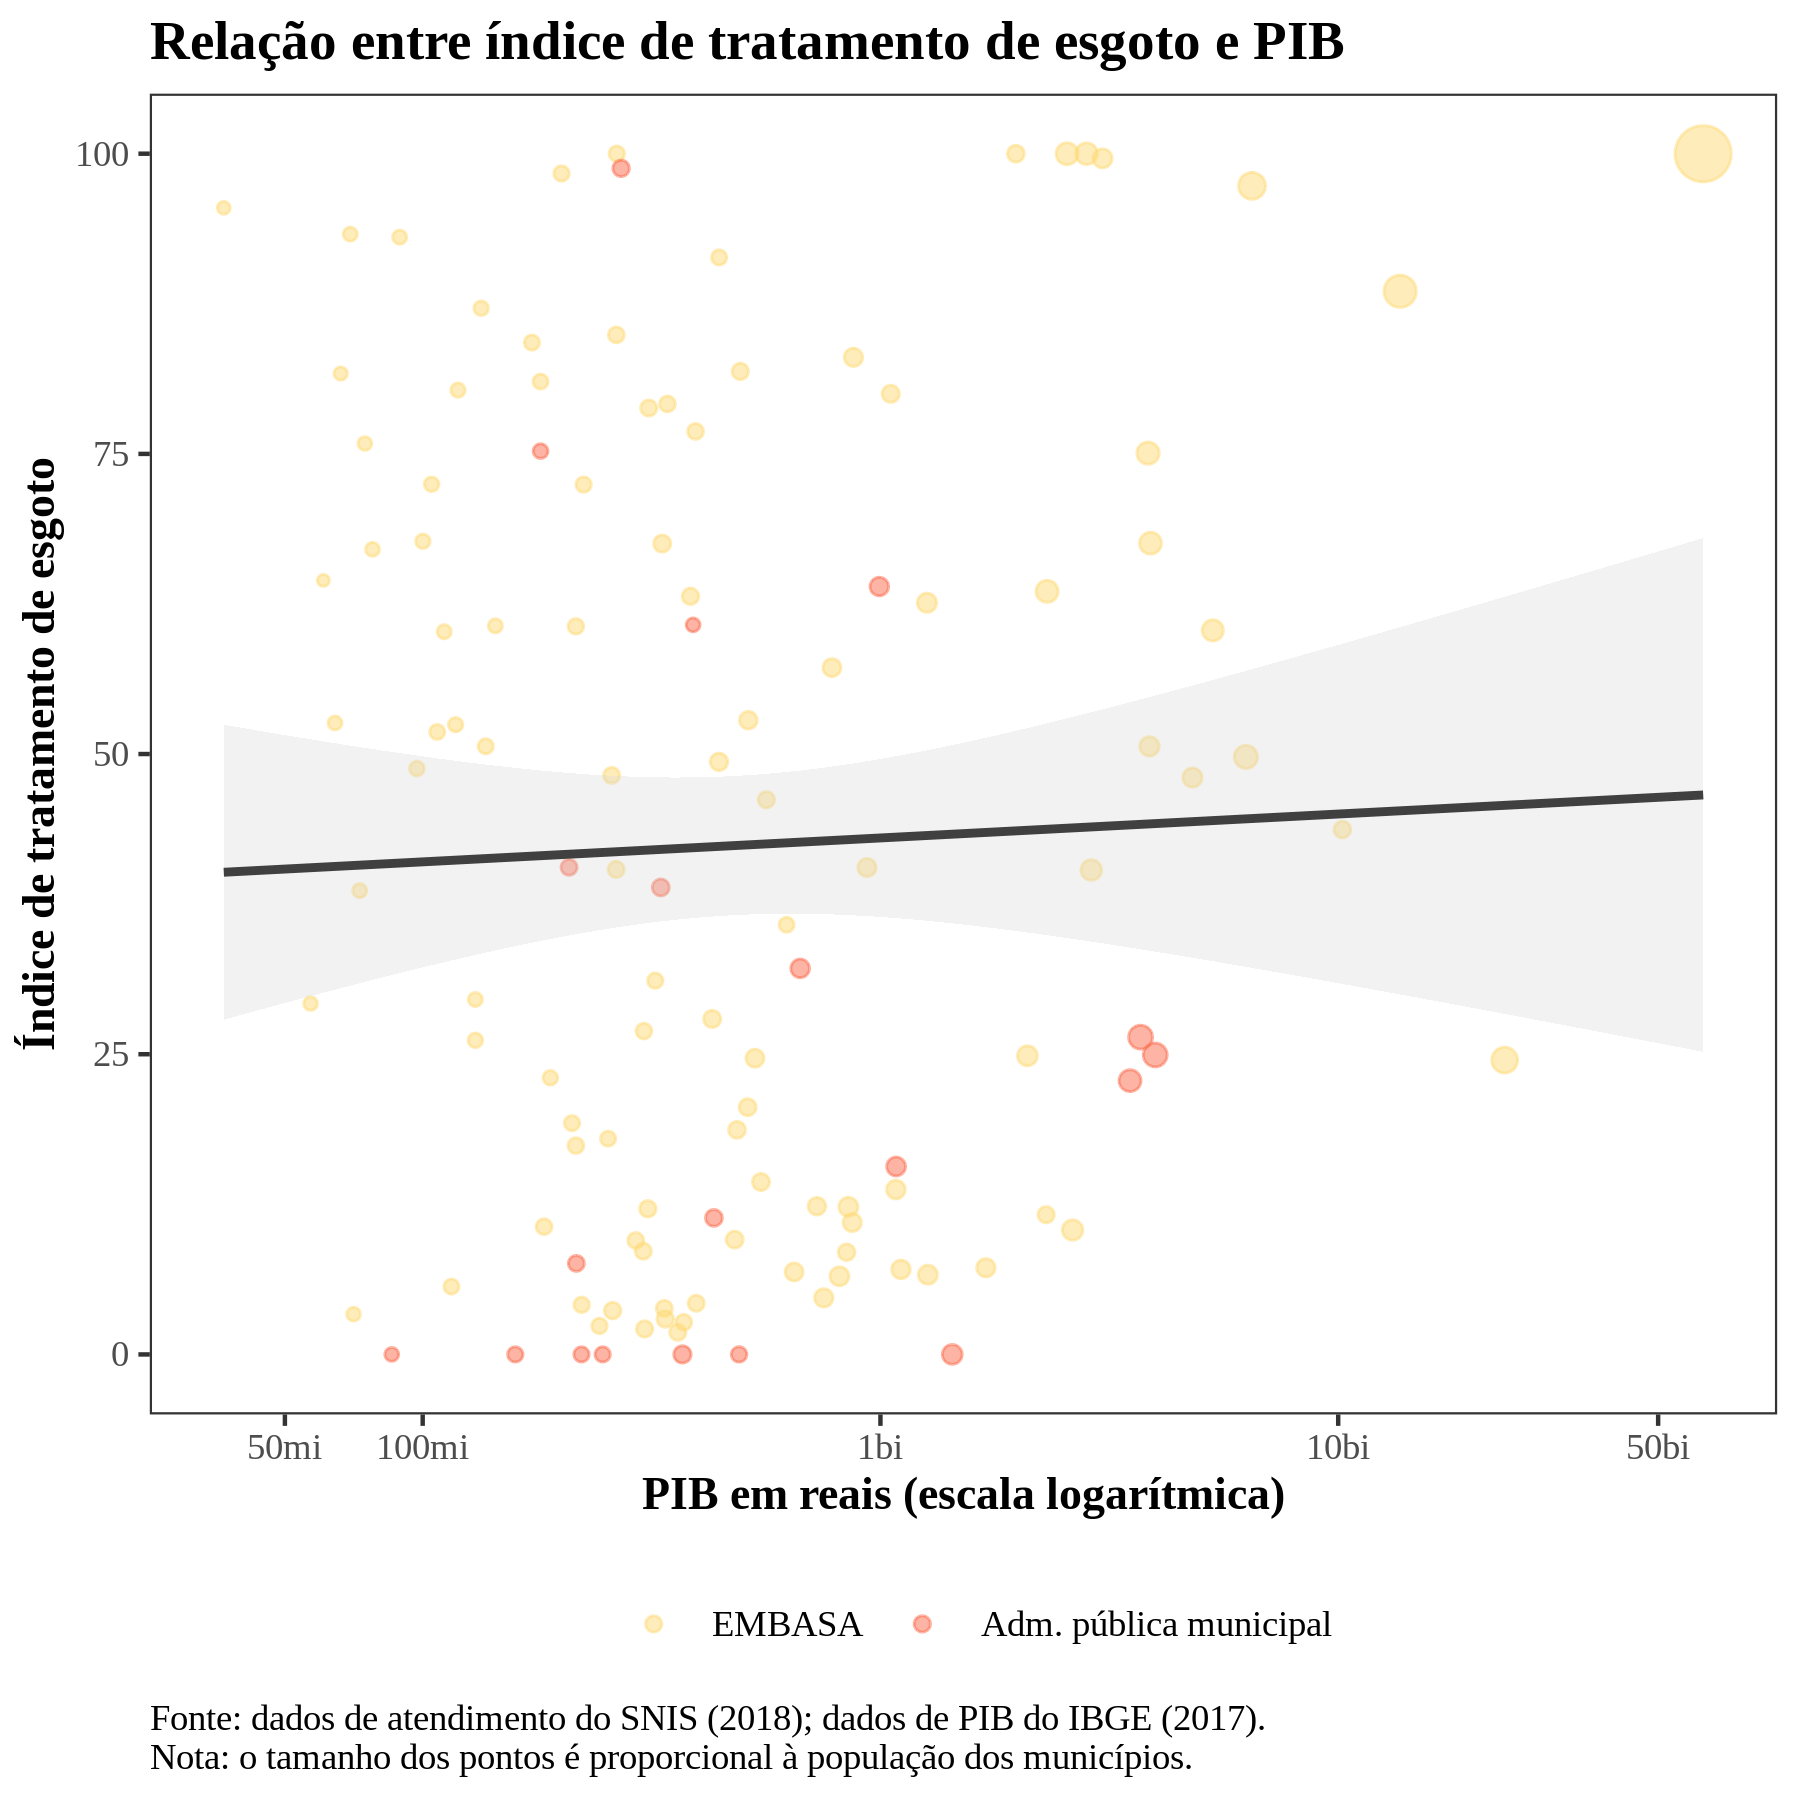 Relação entre índice de tratamento de esgoto e PIB
Índice de tratamento de esgoto
100
75
50
25
0
50mi
100mi
1bi
10bi
50bi
PIB em reais (escala logarítmica)
EMBASA
Adm. pública municipal
Fonte: dados de atendimento do SNIS (2018); dados de PIB do IBGE (2017).
Nota: o tamanho dos pontos é proporcional à população dos municípios.